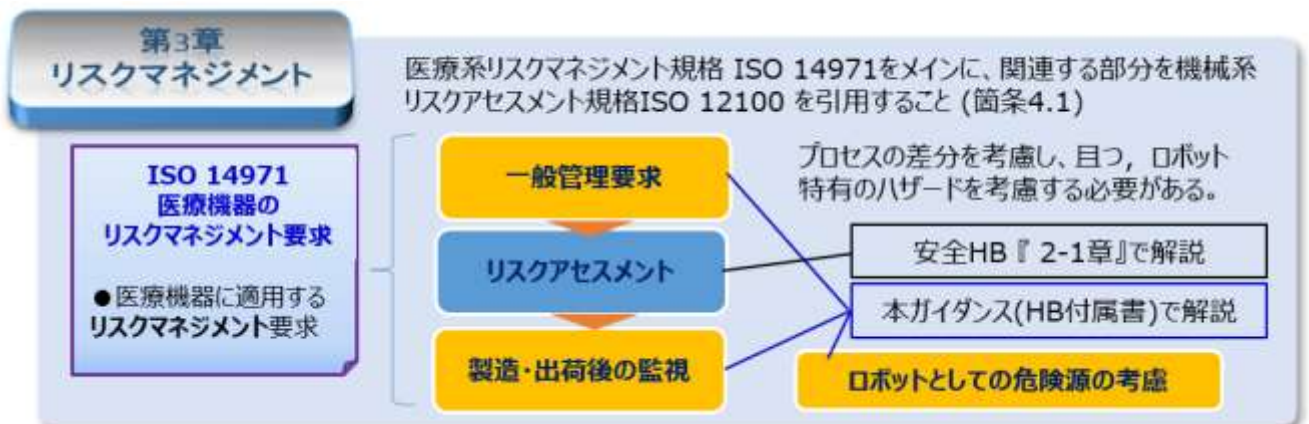 第3章
リスクマネジメント
医療系リスクマネジメント規格 ISO 14971をメインに、関連する部分を機械系
リスクアセスメント規格ISO 12100 を引用すること (箇条4.1)
ISO 14971
医療機器の
リスクマネジメント要求
●医療機器に適用する
リスクマネジメント要求
一般管理要求
リスクアセスメント
製造・出荷後の監視
プロセスの差分を考慮し、且つ，ロボット
特有のハザードを考慮する必要がある。
安全HB『 2-1章』で解説
本ガイダンス(HB付属書)で解説
ロボットとしての危険源の考慮